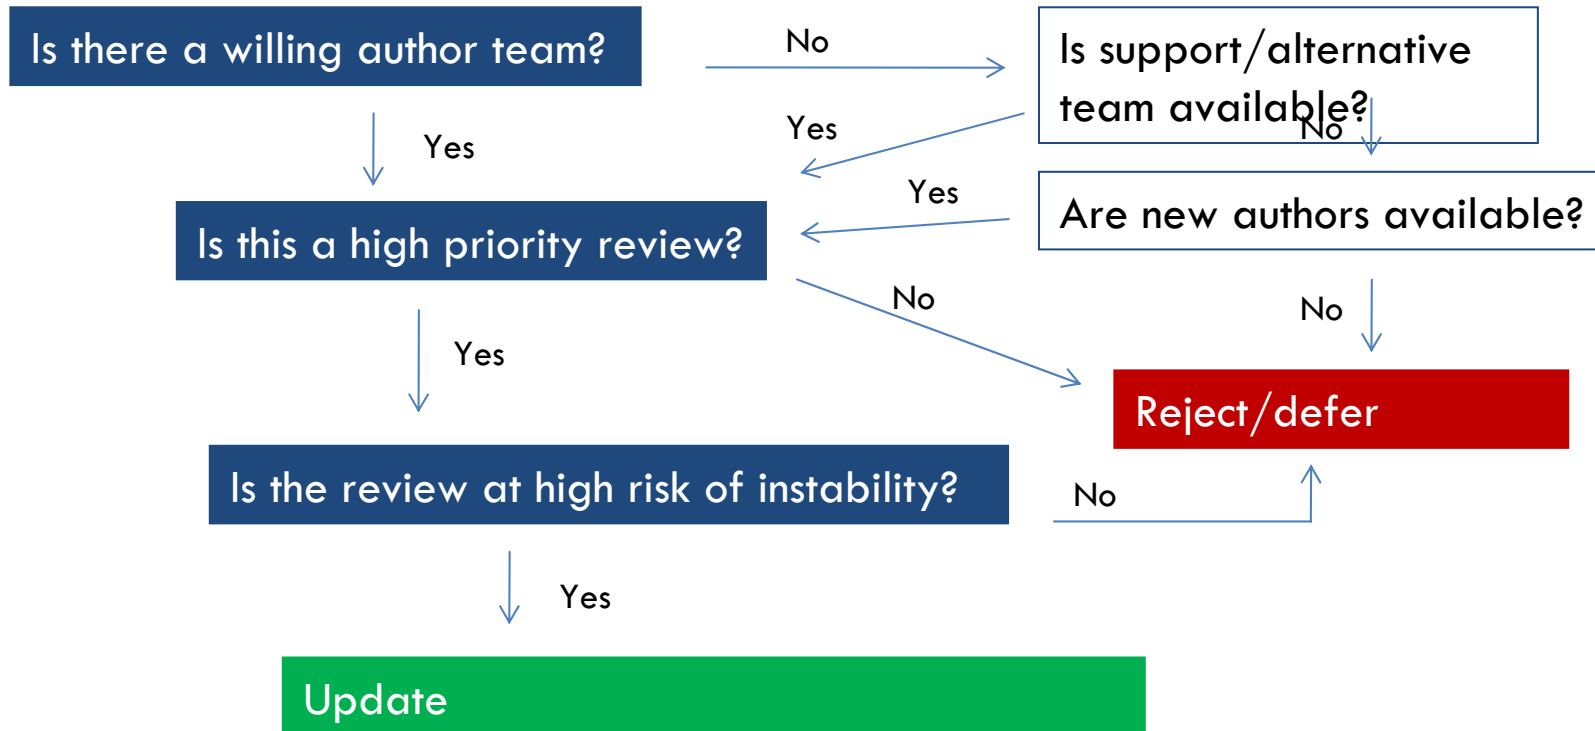 Is there a willing author team?
No
Is support/alternative
team available?
Yes
Yes
No
Yes
Are new authors available?
Is this a high priority review?
No
No
Yes
Reject/defer
Is the review at high risk of instability?
No
Yes
Update